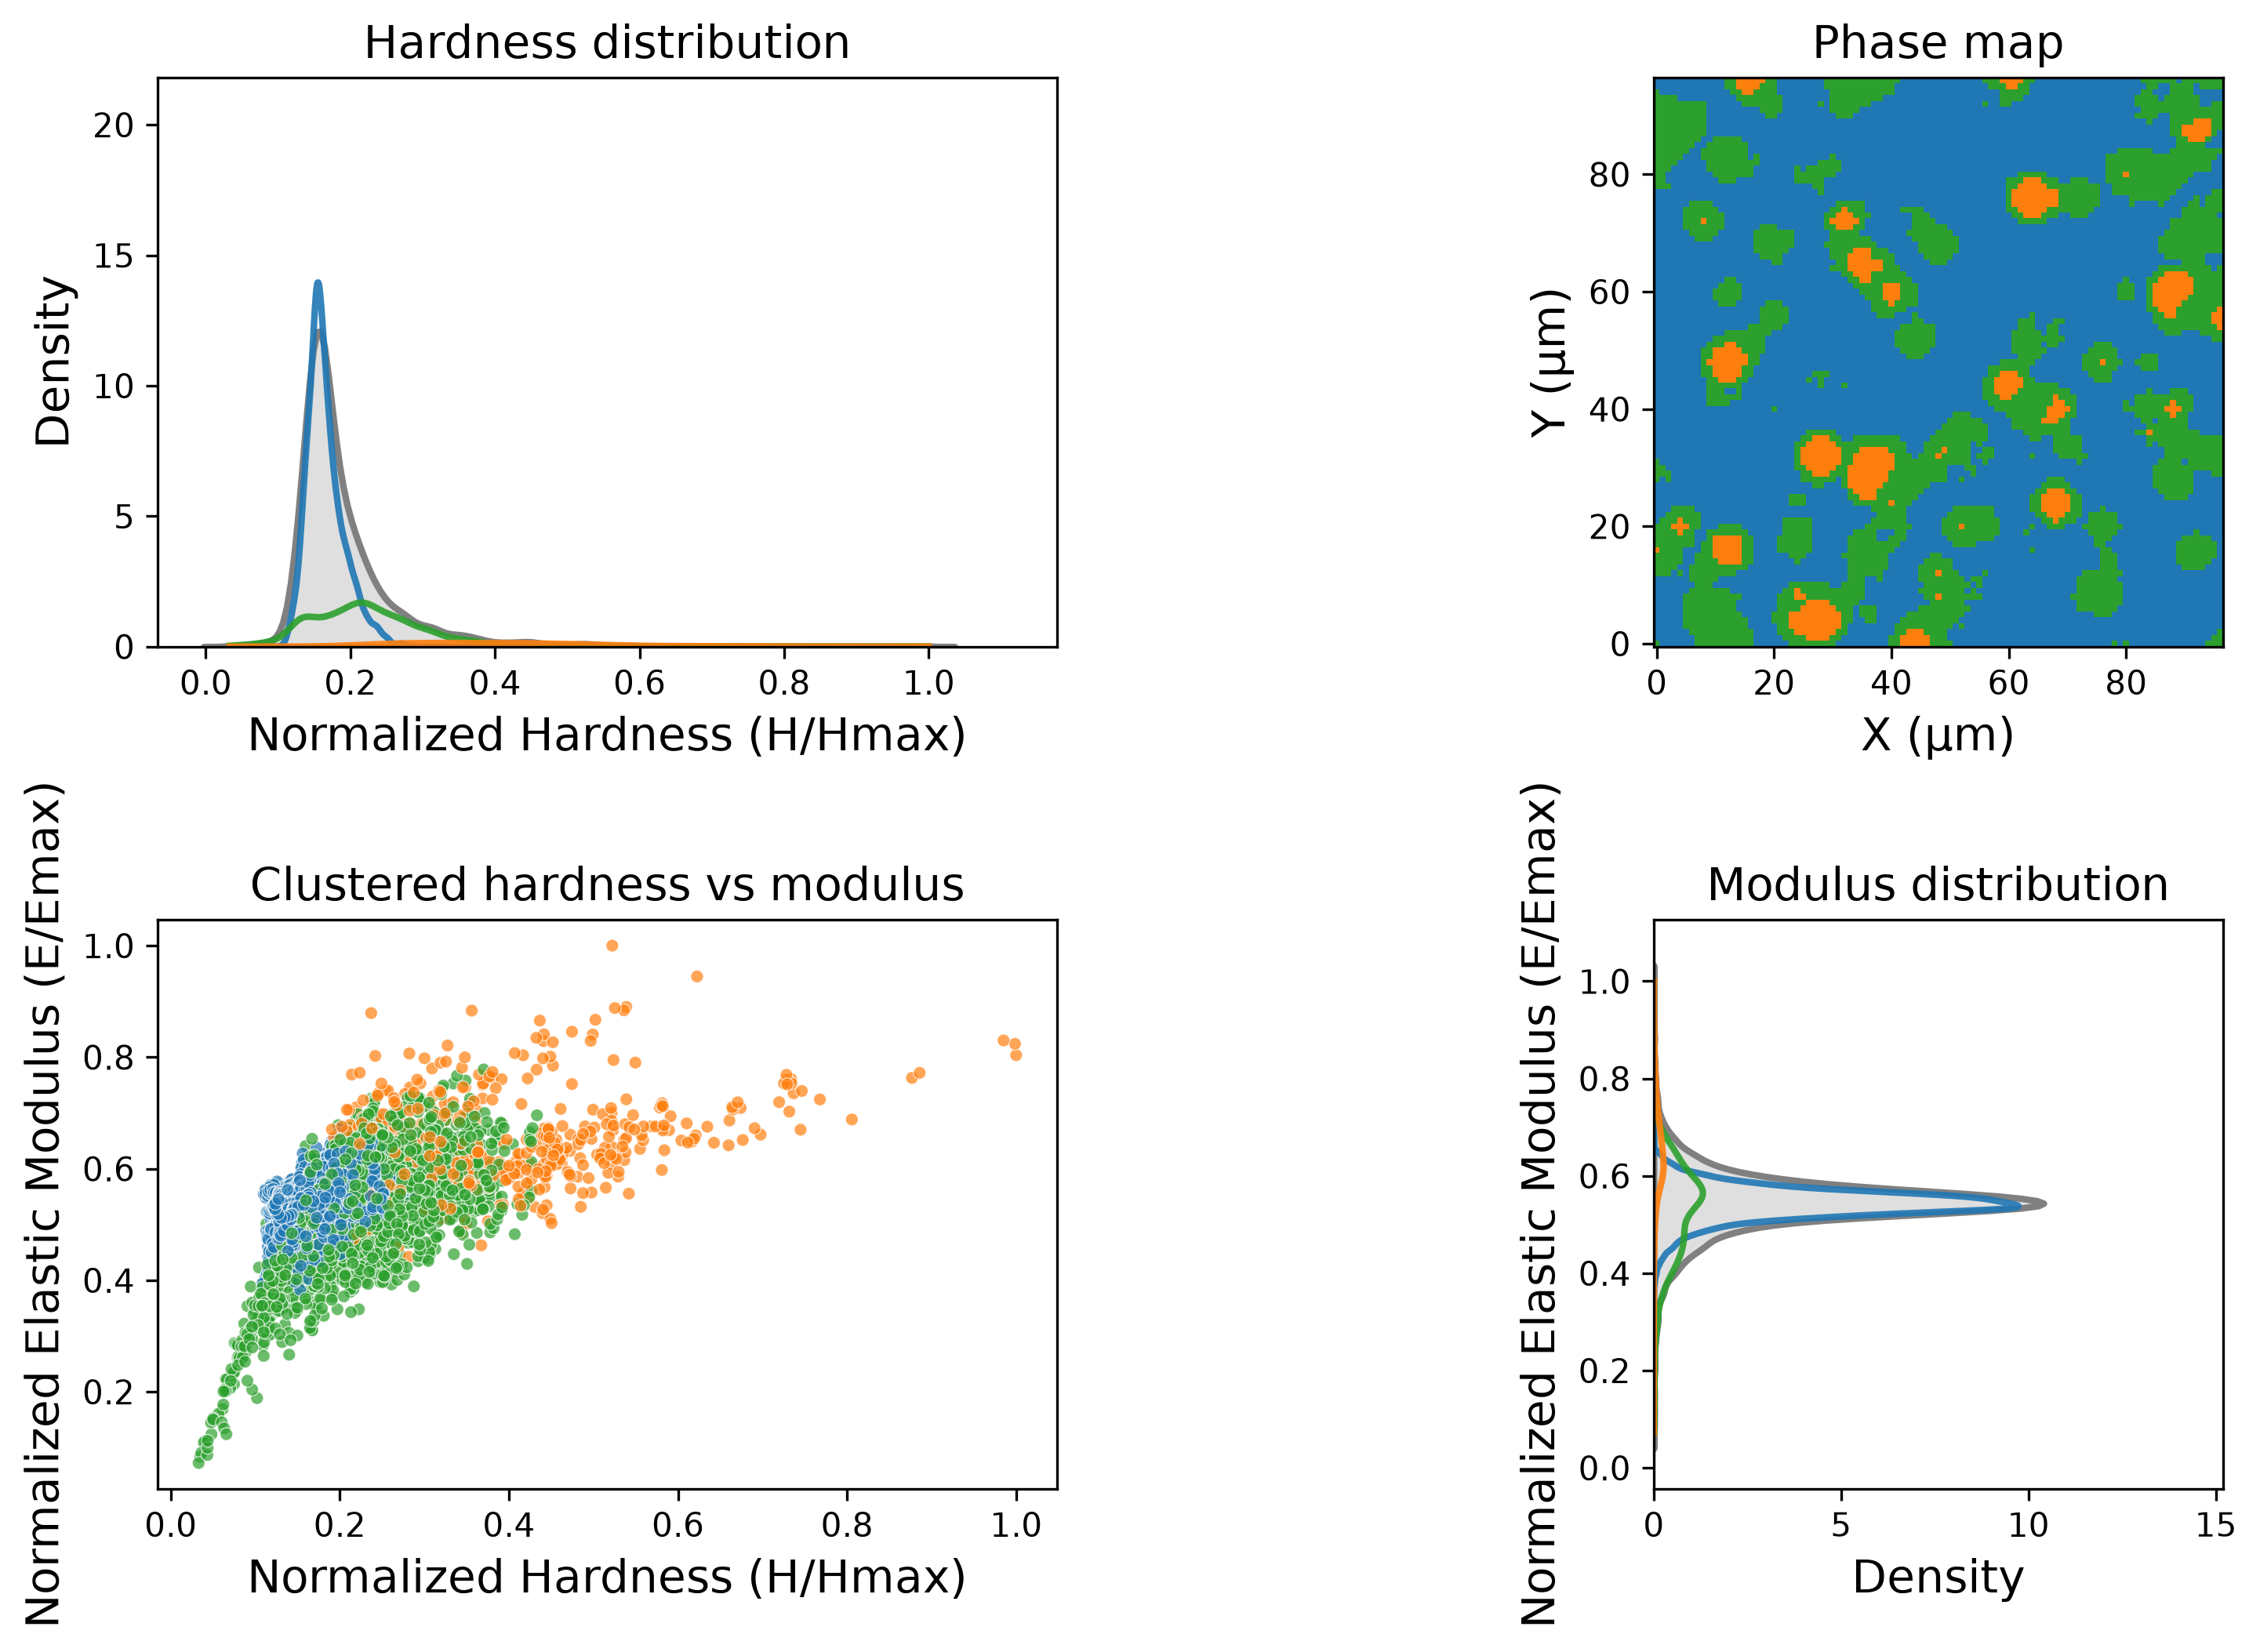 Hardness distribution
20
15
10
5
0
Density
0.0 0.2 0.4 0.6 0.8 1.0
Normalized Hardness (H/Hmax)
Phase map
80
60
40
20
0
Y (μm)
0 20 40 60 80
X (μm)
Clustered hardness vs modulus
1.0
0.8
0.6
0.4
0.2
Normalized Elastic Modulus (E/Emax)
0.0 0.2 0.4 0.6 0.8 1.0
Normalized Hardness (H/Hmax)
Modulus distribution
1.0
0.8
0.6
0.4
0.2
0.0
Normalized Elastic Modulus (E/Emax)
0 5 10 15
Density